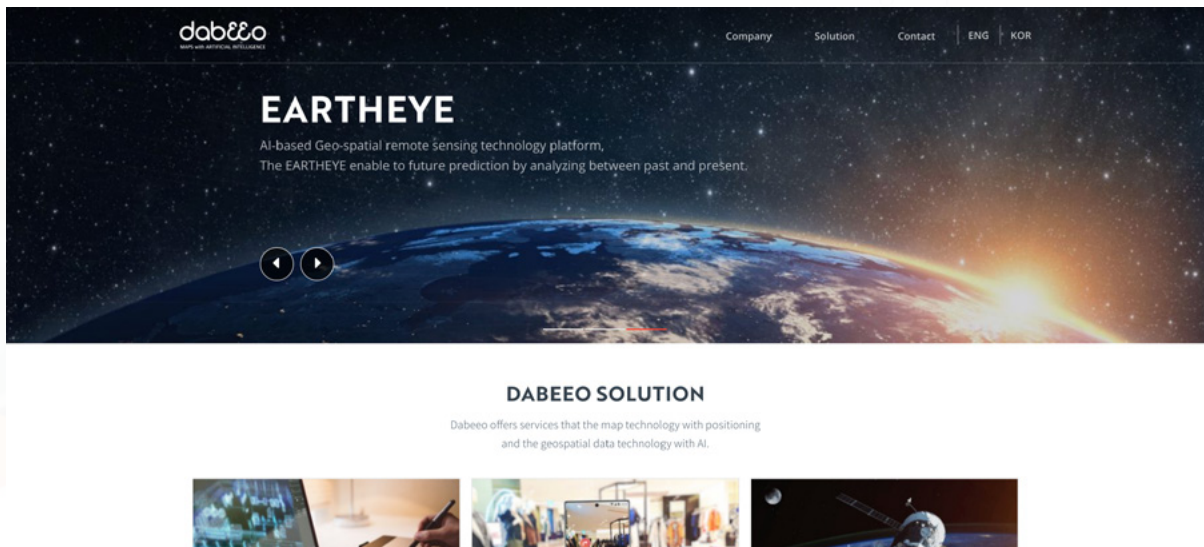 dabeeo
MAPS with ARTIFICIAL INTELLIGENCE
Company Solution Contact ENG KOR
EARTHEYE
AI-based Geo-spatial remote sensing technology platform,
The EARTHEYE enable to future prediction by analyzing between past and present.
DABEEO SOLUTION
Dabeeo offers services that the map technology with positioning
and the geospatial data technology with AI.